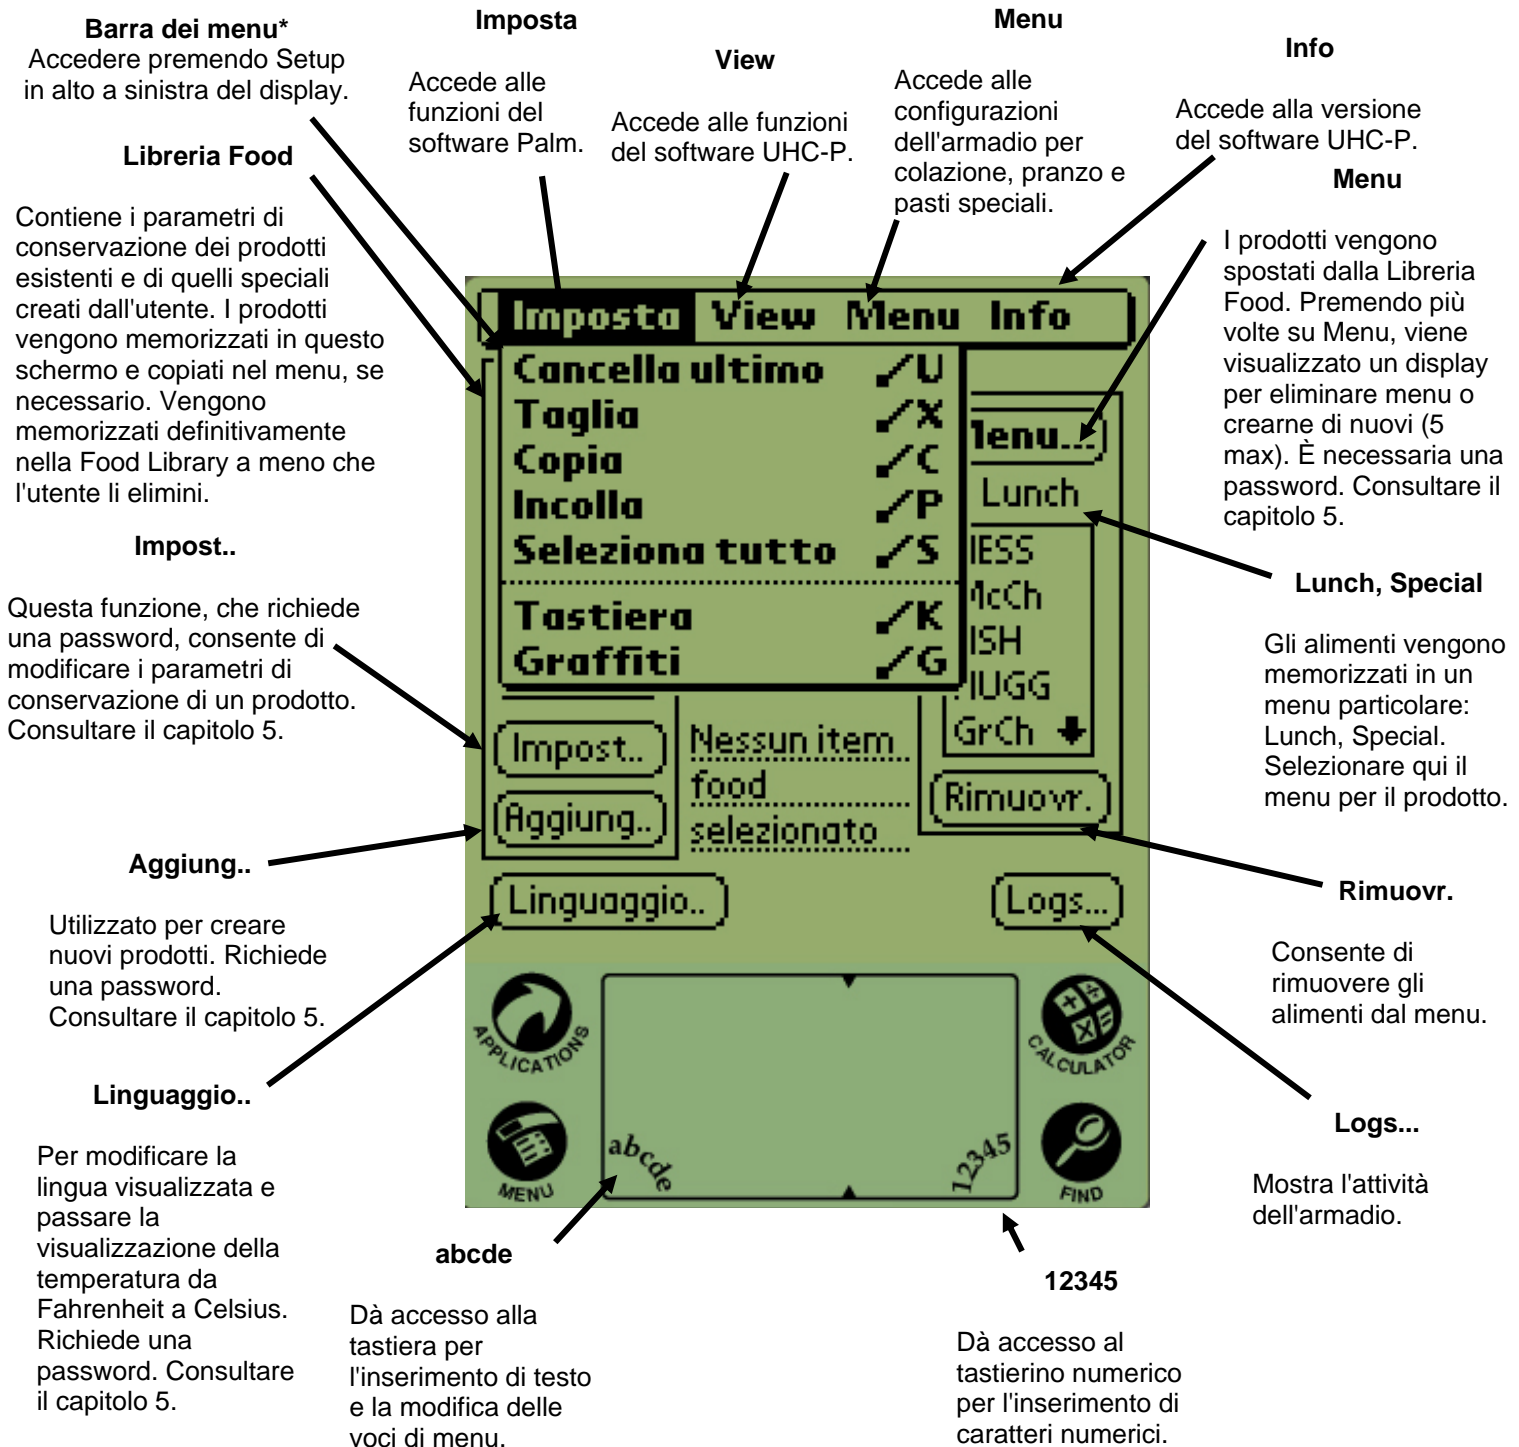 Barra dei menu*
Accedere premendo Setup
in alto a sinistra del display.
Imposta
Accede alle
funzioni del
software Palm.
View
Accede alle funzioni
del software UHC-P.
Menu
Accede alle
configurazioni
dell'armadio per
colazione, pranzo e
pasti speciali.
Info
Accede alla versione
del software UHC-P.
Libreria Food
Contiene i parametri di
conservazione dei prodotti
esistenti e di quelli speciali
creati dall'utente. I prodotti
vengono memorizzati in questo
schermo e copiati nel menu, se
necessario. Vengono
memorizzati definitivamente
nella Food Library a meno che
l'utente li elimini.
Menu
I prodotti vengono
spostati dalla Libreria
Food. Premendo più
volte su Menu, viene
visualizzato un display
per eliminare menu o
crearne di nuovi (5
max). È necessaria una
password. Consultare il
capitolo 5.
Impost..
Questa funzione, che richiede
una password, consente di
modificare i parametri di
conservazione di un prodotto.
Consultare il capitolo 5.
Lunch, Special
Gli alimenti vengono
memorizzati in un
menu particolare:
Lunch, Special.
Selezionare qui il
menu per il prodotto.
Aggiung..
Utilizzato per creare
nuovi prodotti. Richiede
una password.
Consultare il capitolo 5.
Rimuovr.
Consente di
rimuovere gli
alimenti dal menu.
Linguaggio..
Per modificare la
lingua visualizzata e
passare la
visualizzazione della
temperatura da
Fahrenheit a Celsius.
Richiede una
password. Consultare
il capitolo 5.
Logs...
Mostra l'attività
dell'armadio.
abcde
Dà accesso alla
tastiera per
l'inserimento di testo
e la modifica delle
voci di menu.
12345
Dà accesso al
tastierino numerico
per l'inserimento di
caratteri numerici.
Imposta View Menu Info
Cancella ultimo /U
Taglia /X
Copia /C
Incolla /P
Seleziona tutto /S
Tastiera /K
Graffiti /G
enu...
Lunch
ESS
McCh
ISH
NUGG
GrCh
Impost..
Aggiung..
Nessun item
food
selezionato
Rimuovr.
Linguaggio..
Logs...
APPLICATIONS
CALCULATOR
MENU
abcde
12345
FIND